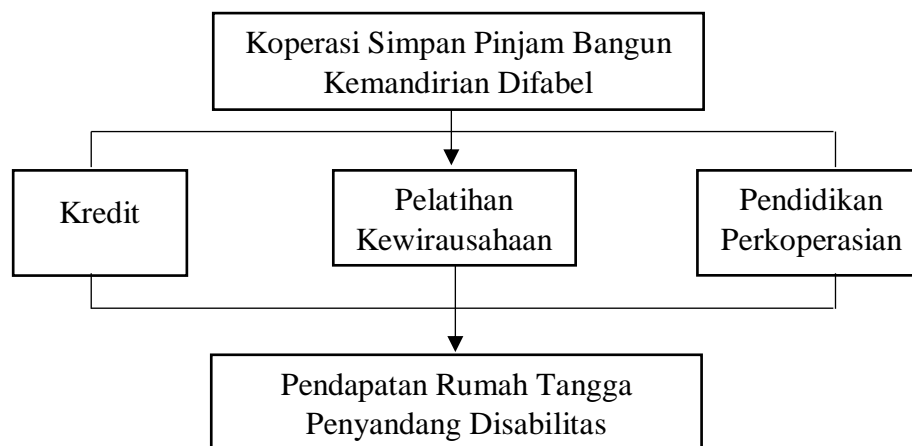 Koperasi Simpan Pinjam Bangun
Kemandirian Difabel
Kredit
Pelatihan
Kewirausahaan
Pendidikan
Perkoperasian
Pendapatan Rumah Tangga
Penyandang Disabilitas